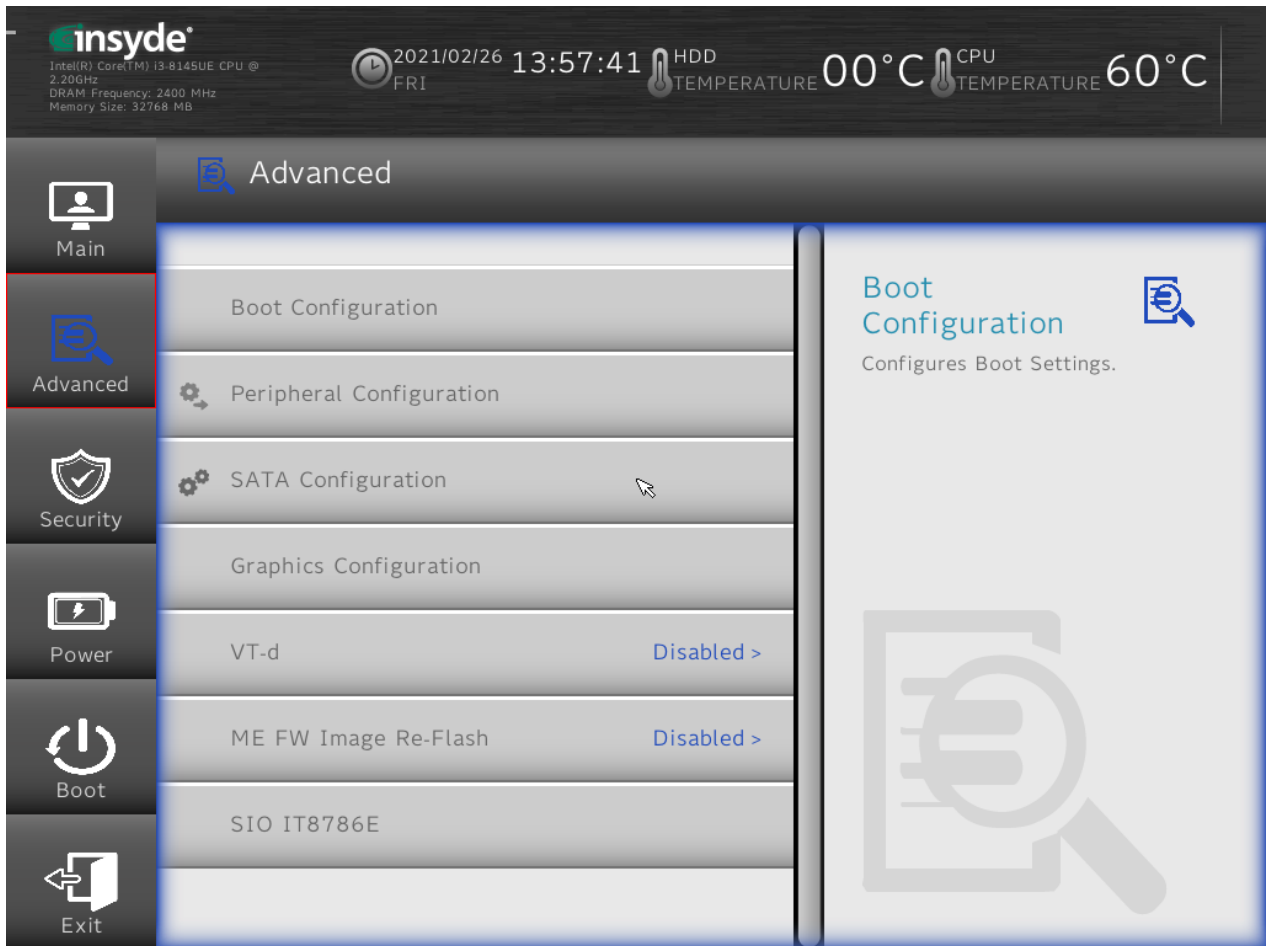 insyde®
Intel(R) Core(TM) i3-8145UE CPU @
2.20GHz
DRAM Frequency: 2400 MHz
Memory Size: 32768 MB
2021/02/26
FRI
13:57:41
HDD
TEMPERATURE
00°C
CPU
TEMPERATURE
60°C
Advanced
Main
Advanced
Security
Power
Boot
Exit
Boot Configuration
Peripheral Configuration
SATA Configuration
Graphics Configuration
VT-d Disabled >
ME FW Image Re-Flash Disabled >
SIO IT8786E
Boot
Configuration
Configures Boot Settings.